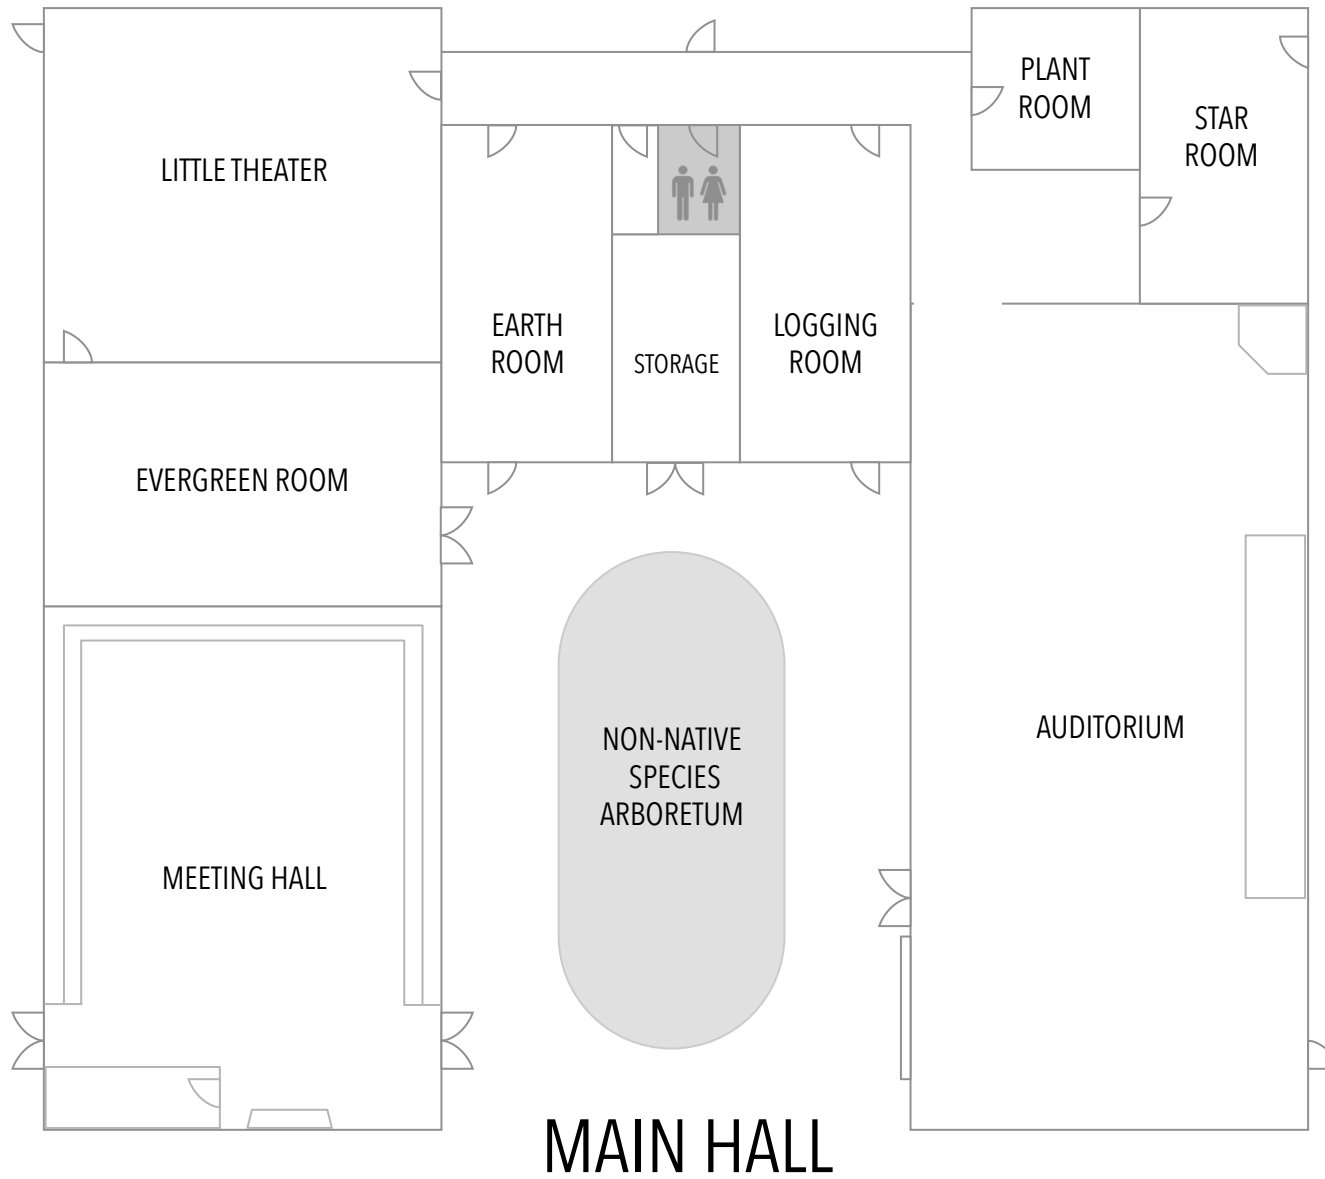 PLANT
ROOM
STAR
ROOM
LITTLE THEATER
EARTH
ROOM
STORAGE
LOGGING
ROOM
EVERGREEN ROOM
NON-NATIVE
SPECIES
ARBORETUM
AUDITORIUM
MEETING HALL
MAIN HALL